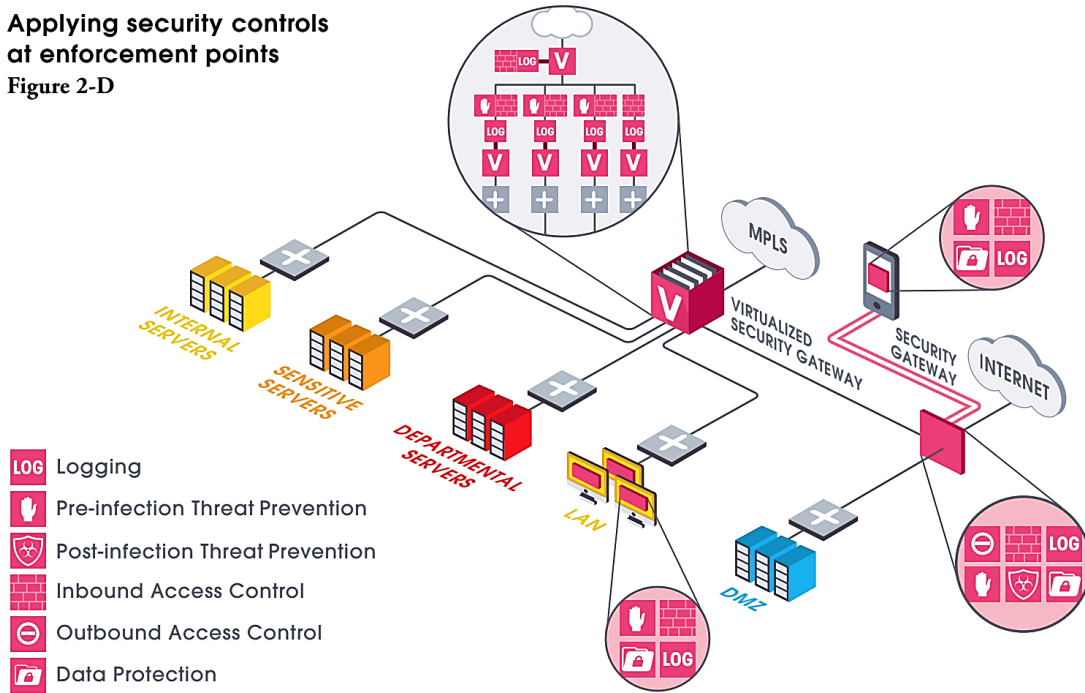 Applying security controls
at enforcement points
Figure 2-D
LOG
V
LOG
LOG
LOG
LOG
V
V
V
V
MPLS
V
VIRTUALIZED
SECURITY GATEWAY
LOG
SECURITY
GATEWAY
INTERNET
INTERNAL
SERVERS
SENSITIVE
SERVERS
DEPARTMENTAL
SERVERS
LAN
DMZ
LOG
LOG
LOG Logging
Pre-infection Threat Prevention
Post-infection Threat Prevention
Inbound Access Control
Outbound Access Control
Data Protection